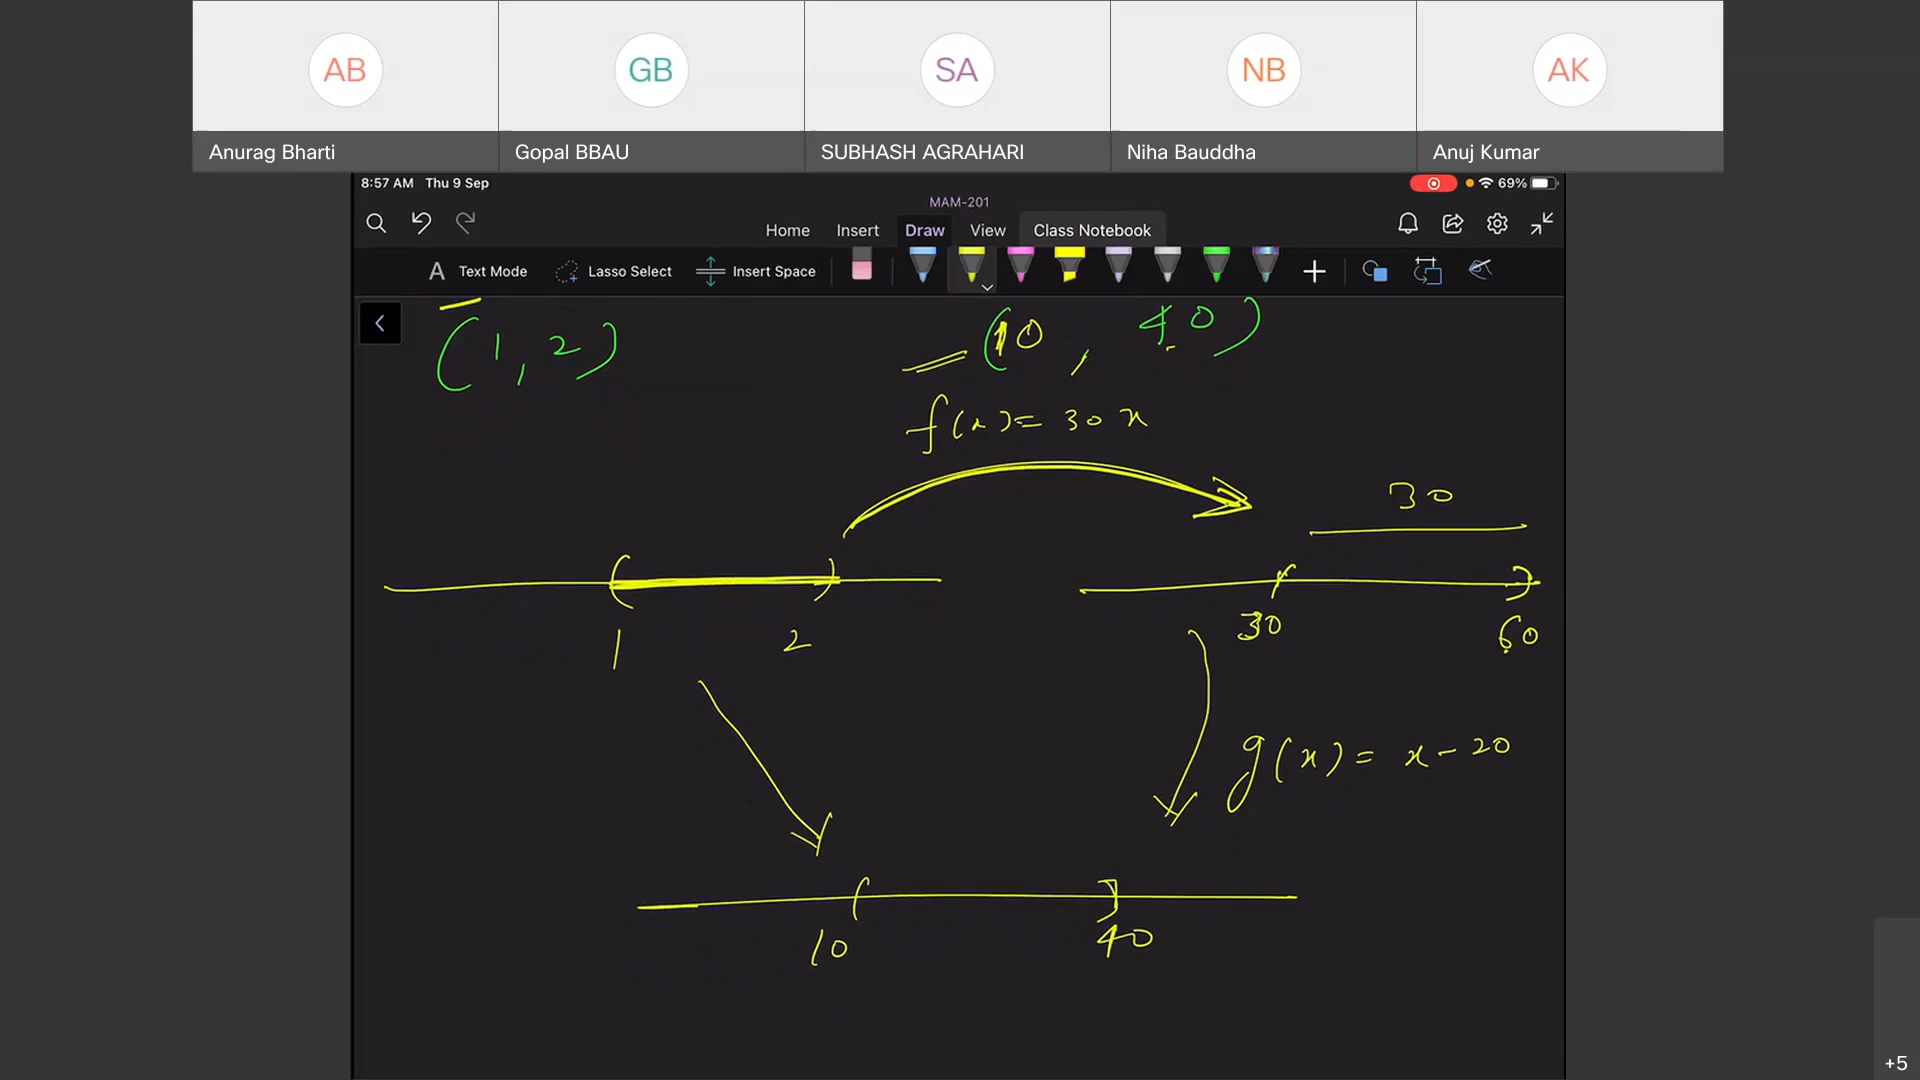 AB GB SA NB AK
Anurag Bharti Gopal BBAU SUBHASH AGRAHARI Niha Bauddha Anuj Kumar
8:57 AM Thu 9 Sep 69%
MAM-201
Home Insert Draw View Class Notebook
A Text Mode Lasso Select Insert Space
(1, 2) = (10, 40)
f(x) = 30x
30
1 2 30 60
g(x) = x - 20
10 40
+5